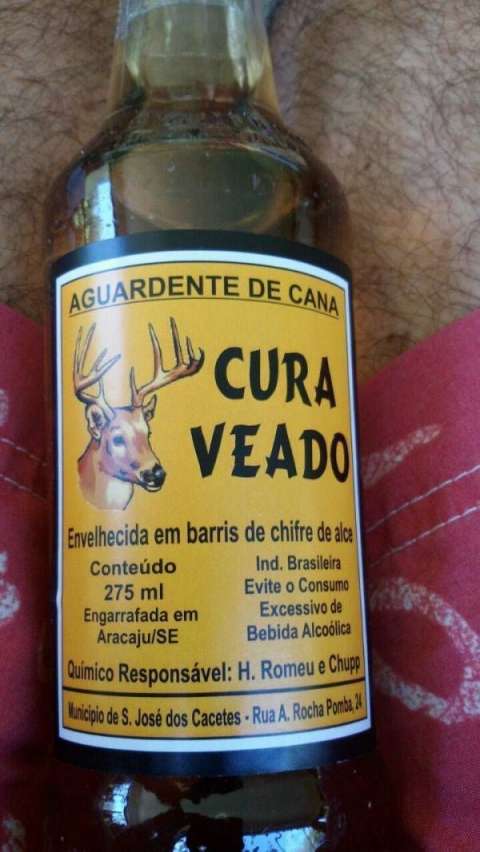 AGUARDENTE DE CANA
CURA
VEADO
Envelhecida em barris de chifre de alce
Conteúdo
275 ml
Engarrafada em
Aracaju/SE
Ind. Brasileira
Evite o Consumo
Excessivo de
Bebida Alcoólica
Químico Responsável: H. Romeu e Chupp
Municipio de S. José dos Cacetes - Rua A. Rocha Pomba, 24